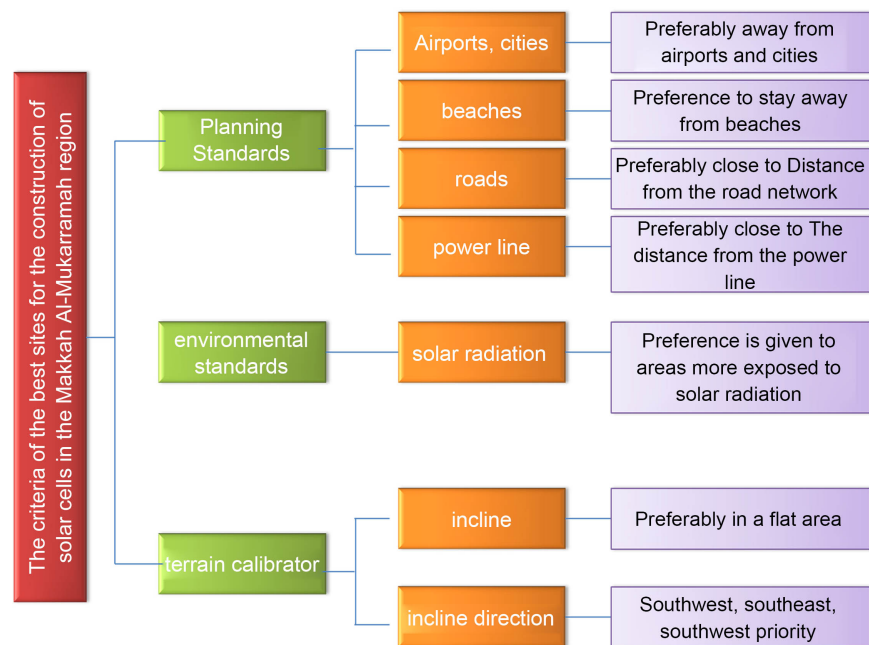 The criteria of the best sites for the construction of
solar cells in the Makkah Al-Mukarramah region
Planning
Standards
Airports, cities
Preferably away from
airports and cities
beaches
Preference to stay away
from beaches
roads
Preferably close to Distance
from the road network
power line
Preferably close to The
distance from the power
line
environmental
standards
solar radiation
Preference is given to
areas more exposed to
solar radiation
terrain calibrator
incline
Preferably in a flat area
incline direction
Southwest, southeast,
southwest priority